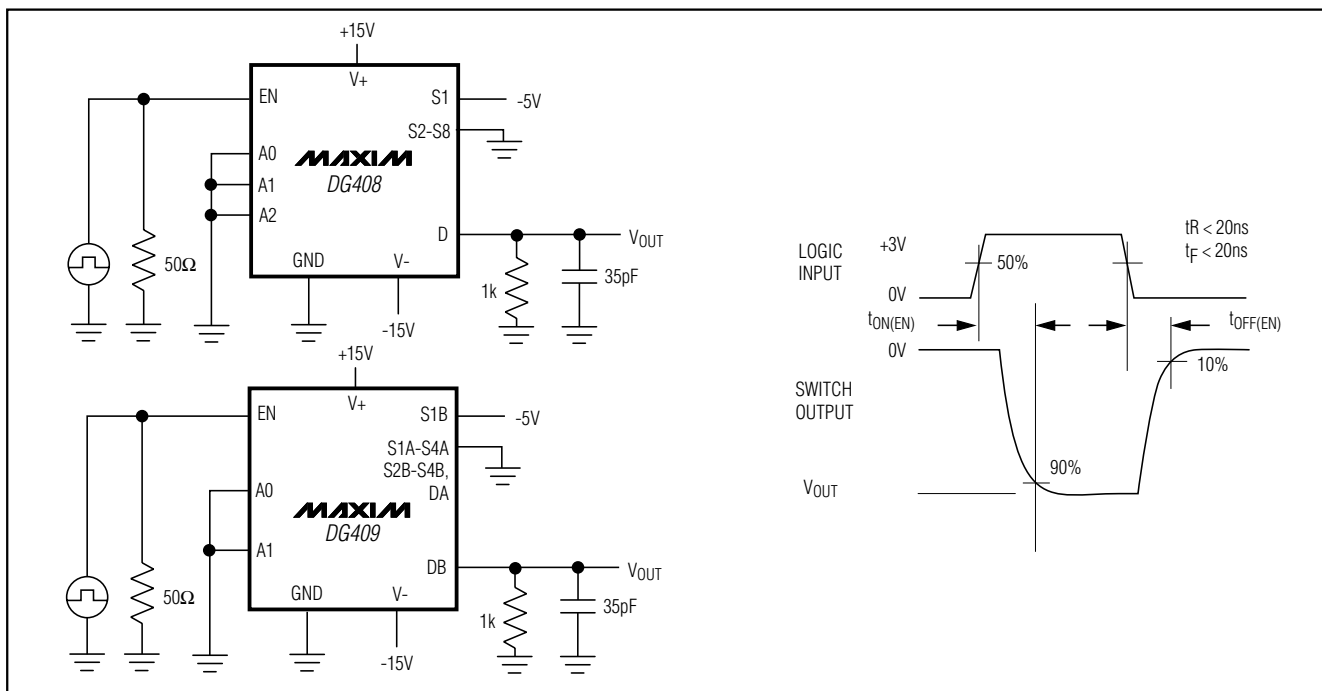 +15V
V+
EN
S1
-5V
S2-S8
A0
MAXIM
DG408
A1
A2
D
VOUT
50Ω
GND
V-
1k
35pF
-15V
+15V
V+
EN
S1B
-5V
S1A-S4A
S2B-S4B,
DA
A0
MAXIM
DG409
A1
DB
VOUT
50Ω
GND
V-
1k
35pF
-15V
LOGIC
INPUT
+3V
50%
tR < 20ns
tF < 20ns
0V
tON(EN)
tOFF(EN)
0V
10%
SWITCH
OUTPUT
90%
VOUT